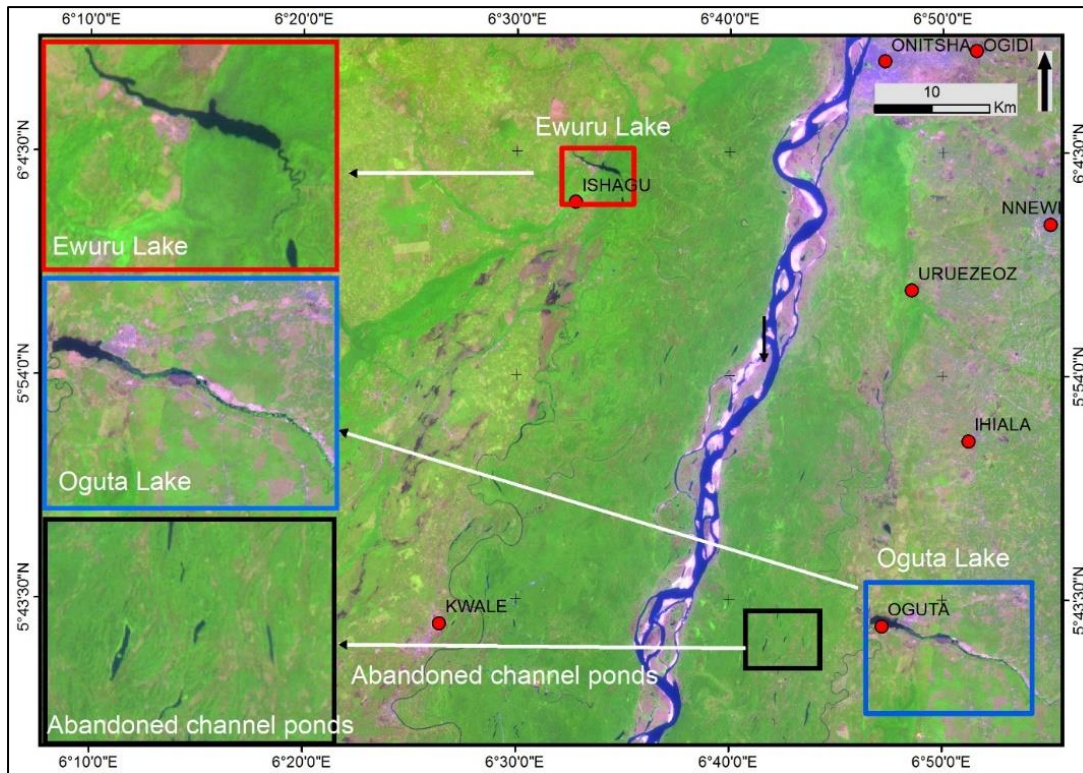 6°10'0"E 6°20'0"E 6°30'0"E 6°40'0"E 6°50'0"E
ONITSHA OGIDI
10
Km
Ewuru Lake
6°4'30"N 6°4'30"N
ISHAGU
NNEWI
Ewuru Lake
URUEZEOZ
5°54'0"N 5°54'0"N
IHIALA
Oguta Lake
Oguta Lake
5°43'30"N 5°43'30"N
KWALE
OGUTA
Abandoned channel ponds
Abandoned channel ponds
6°10'0"E 6°20'0"E 6°30'0"E 6°40'0"E 6°50'0"E